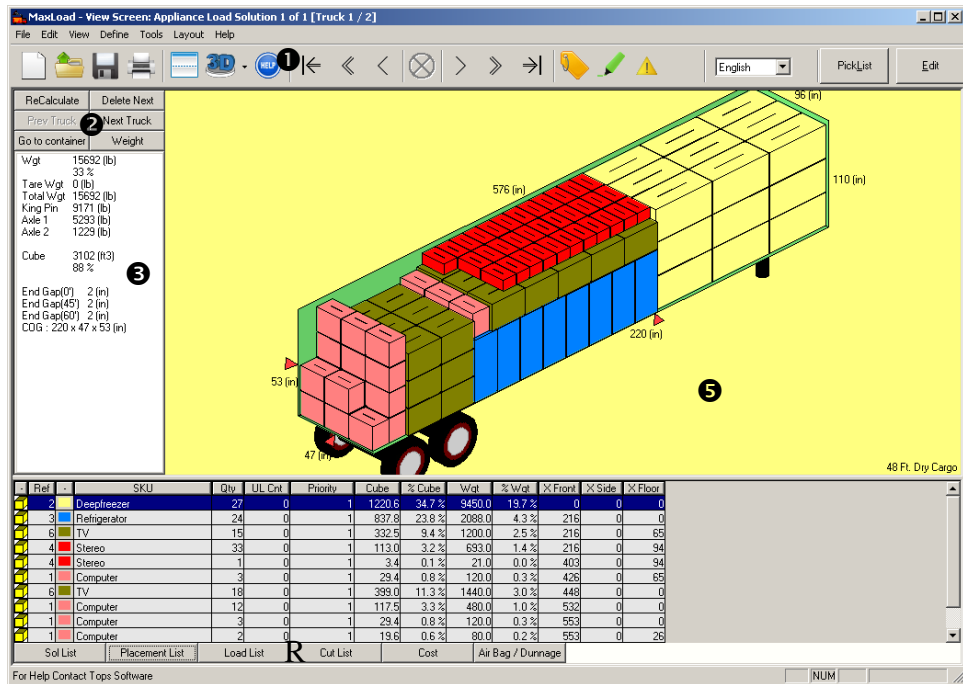 MaxLoad - View Screen: Appliance Load Solution 1 of 1 [Truck 1 / 2]
File Edit View Define Tools Layout Help
3D HELP ❶ English PickList Edit
ReCalculate Delete Next
Prev Truck ❷ Next Truck
Go to container Weight
Wgt 15692 (lb)
33 %
Tare Wgt 0 (lb)
Total Wgt 15692 (lb)
King Pin 9171 (lb)
Axle 1 5293 (lb)
Axle 2 1229 (lb)
Cube 3102 (ft3)
88 %
❸
End Gap(0') 2 (in)
End Gap(45') 2 (in)
End Gap(60') 2 (in)
COG : 220 x 47 x 53 (in)
96 (in)
576 (in)
110 (in)
220 (in)
53 (in)
47 (in)
❺
48 Ft. Dry Cargo
- Ref - SKU Qty UL Cnt Priority Cube % Cube Wgt % Wgt X Front X Side X Floor
2 Deepfreezer 27 0 1 1220.6 34.7 % 9450.0 19.7 % 0 0 0
3 Refrigerator 24 0 1 837.8 23.8 % 2088.0 4.3 % 216 0 0
6 TV 15 0 1 332.5 9.4 % 1200.0 2.5 % 216 0 65
4 Stereo 33 0 1 113.0 3.2 % 693.0 1.4 % 216 0 94
4 Stereo 1 0 1 3.4 0.1 % 21.0 0.0 % 403 0 94
1 Computer 3 0 1 29.4 0.8 % 120.0 0.3 % 426 0 65
6 TV 18 0 1 399.0 11.3 % 1440.0 3.0 % 448 0 0
1 Computer 12 0 1 117.5 3.3 % 480.0 1.0 % 532 0 0
1 Computer 3 0 1 29.4 0.8 % 120.0 0.3 % 553 0 0
1 Computer 2 0 1 19.6 0.6 % 80.0 0.2 % 553 0 26
Sol List Placement List Load List R Cut List Cost Air Bag / Dunnage
For Help Contact Tops Software NUM